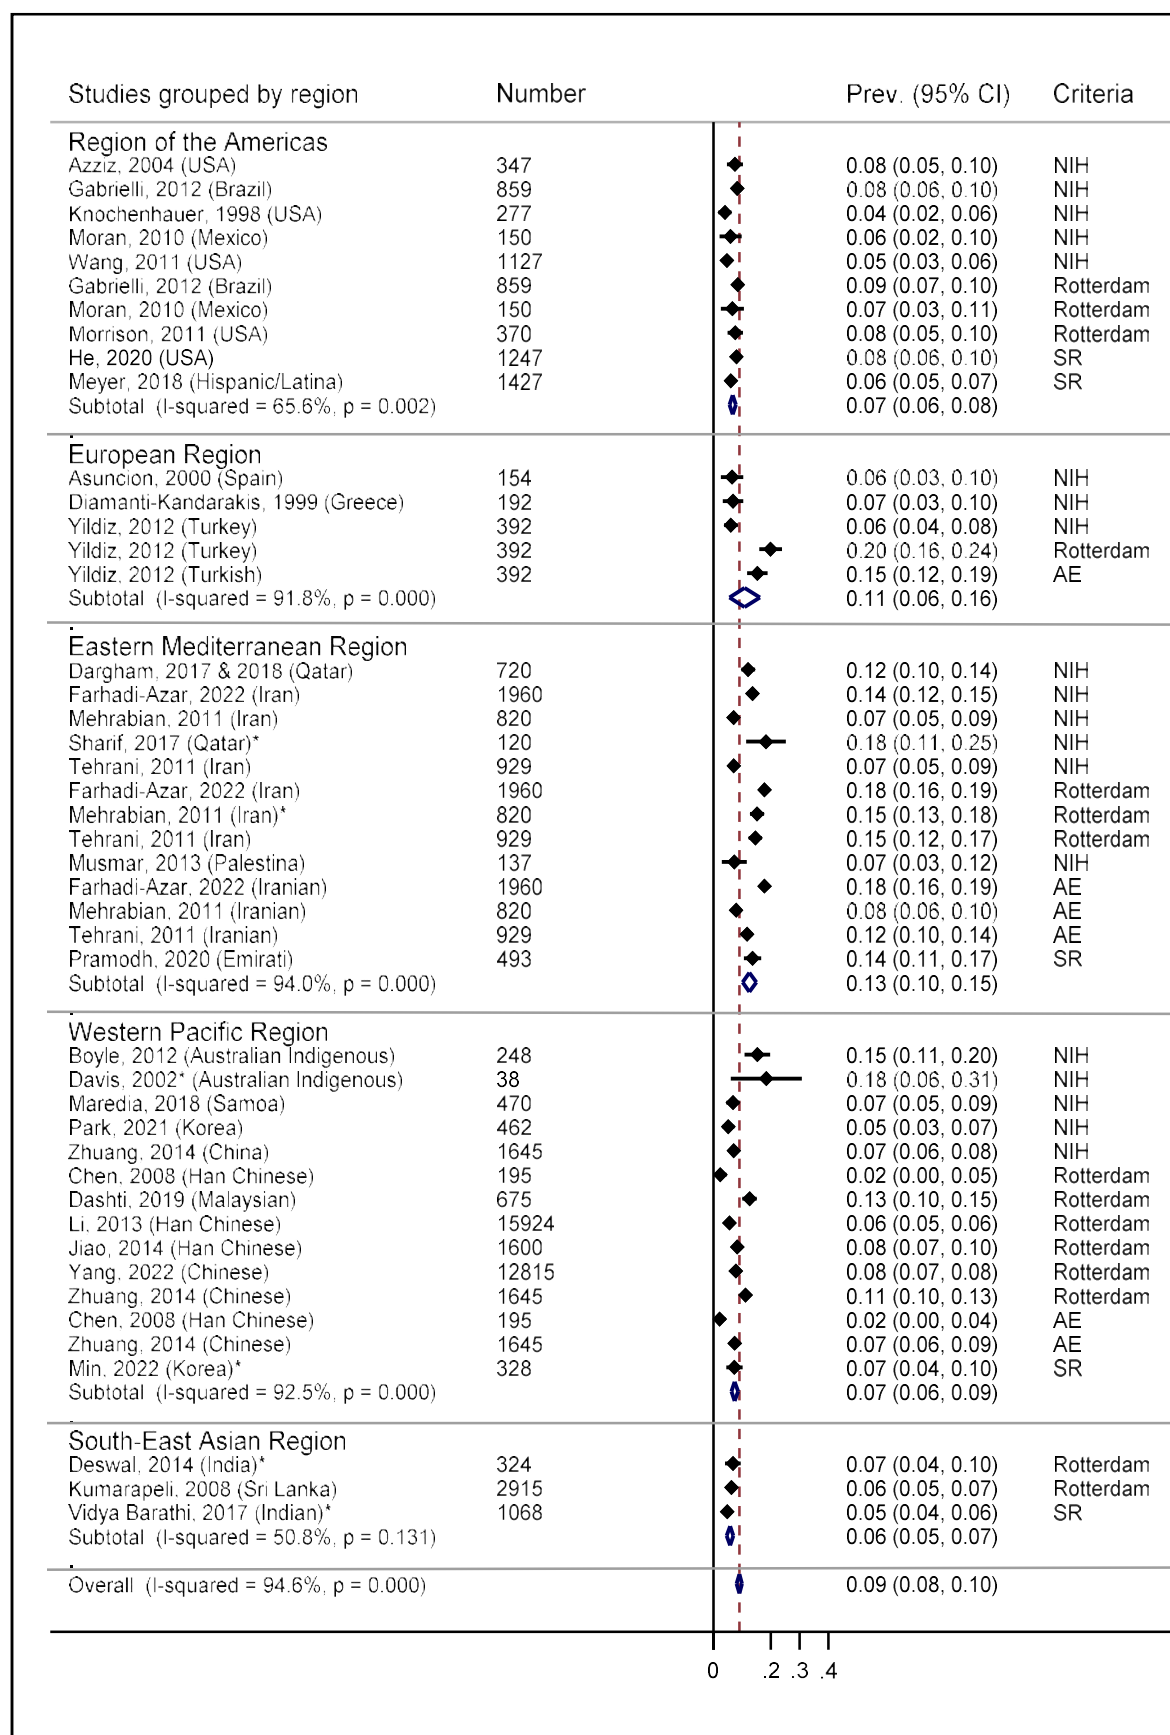 Studies grouped by region Number Prev. (95% CI) Criteria
Region of the Americas
Azziz, 2004 (USA) 347 0.08 (0.05, 0.10) NIH
Gabrielli, 2012 (Brazil) 859 0.08 (0.06, 0.10) NIH
Knochenhauer, 1998 (USA) 277 0.04 (0.02, 0.06) NIH
Moran, 2010 (Mexico) 150 0.06 (0.02, 0.10) NIH
Wang, 2011 (USA) 1127 0.05 (0.03, 0.06) NIH
Gabrielli, 2012 (Brazil) 859 0.09 (0.07, 0.10) Rotterdam
Moran, 2010 (Mexico) 150 0.07 (0.03, 0.11) Rotterdam
Morrison, 2011 (USA) 370 0.08 (0.05, 0.10) Rotterdam
He, 2020 (USA) 1247 0.08 (0.06, 0.10) SR
Meyer, 2018 (Hispanic/Latina) 1427 0.06 (0.05, 0.07) SR
Subtotal (I-squared = 65.6%, p = 0.002) 0.07 (0.06, 0.08)
European Region
Asuncion, 2000 (Spain) 154 0.06 (0.03, 0.10) NIH
Diamanti-Kandarakis, 1999 (Greece) 192 0.07 (0.03, 0.10) NIH
Yildiz, 2012 (Turkey) 392 0.06 (0.04, 0.08) NIH
Yildiz, 2012 (Turkey) 392 0.20 (0.16, 0.24) Rotterdam
Yildiz, 2012 (Turkish) 392 0.15 (0.12, 0.19) AE
Subtotal (I-squared = 91.8%, p = 0.000) 0.11 (0.06, 0.16)
Eastern Mediterranean Region
Dargham, 2017 & 2018 (Qatar) 720 0.12 (0.10, 0.14) NIH
Farhadi-Azar, 2022 (Iran) 1960 0.14 (0.12, 0.15) NIH
Mehrabian, 2011 (Iran) 820 0.07 (0.05, 0.09) NIH
Sharif, 2017 (Qatar)* 120 0.18 (0.11, 0.25) NIH
Tehrani, 2011 (Iran) 929 0.07 (0.05, 0.09) NIH
Farhadi-Azar, 2022 (Iran) 1960 0.18 (0.16, 0.19) Rotterdam
Mehrabian, 2011 (Iran)* 820 0.15 (0.13, 0.18) Rotterdam
Tehrani, 2011 (Iran) 929 0.15 (0.12, 0.17) Rotterdam
Musmar, 2013 (Palestina) 137 0.07 (0.03, 0.12) NIH
Farhadi-Azar, 2022 (Iranian) 1960 0.18 (0.16, 0.19) AE
Mehrabian, 2011 (Iranian) 820 0.08 (0.06, 0.10) AE
Tehrani, 2011 (Iranian) 929 0.12 (0.10, 0.14) AE
Pramodh, 2020 (Emirati) 493 0.14 (0.11, 0.17) SR
Subtotal (I-squared = 94.0%, p = 0.000) 0.13 (0.10, 0.15)
Western Pacific Region
Boyle, 2012 (Australian Indigenous) 248 0.15 (0.11, 0.20) NIH
Davis, 2002* (Australian Indigenous) 38 0.18 (0.06, 0.31) NIH
Maredia, 2018 (Samoa) 470 0.07 (0.05, 0.09) NIH
Park, 2021 (Korea) 462 0.05 (0.03, 0.07) NIH
Zhuang, 2014 (China) 1645 0.07 (0.06, 0.08) NIH
Chen, 2008 (Han Chinese) 195 0.02 (0.00, 0.05) Rotterdam
Dashti, 2019 (Malaysian) 675 0.13 (0.10, 0.15) Rotterdam
Li, 2013 (Han Chinese) 15924 0.06 (0.05, 0.06) Rotterdam
Jiao, 2014 (Han Chinese) 1600 0.08 (0.07, 0.10) Rotterdam
Yang, 2022 (Chinese) 12815 0.08 (0.07, 0.08) Rotterdam
Zhuang, 2014 (Chinese) 1645 0.11 (0.10, 0.13) Rotterdam
Chen, 2008 (Han Chinese) 195 0.02 (0.00, 0.04) AE
Zhuang, 2014 (Chinese) 1645 0.07 (0.06, 0.09) AE
Min, 2022 (Korea)* 328 0.07 (0.04, 0.10) SR
Subtotal (I-squared = 92.5%, p = 0.000) 0.07 (0.06, 0.09)
South-East Asian Region
Deswal, 2014 (India)* 324 0.07 (0.04, 0.10) Rotterdam
Kumarapeli, 2008 (Sri Lanka) 2915 0.06 (0.05, 0.07) Rotterdam
Vidya Barathi, 2017 (Indian)* 1068 0.05 (0.04, 0.06) SR
Subtotal (I-squared = 50.8%, p = 0.131) 0.06 (0.05, 0.07)
Overall (I-squared = 94.6%, p = 0.000) 0.09 (0.08, 0.10)
0 .2 .3 .4